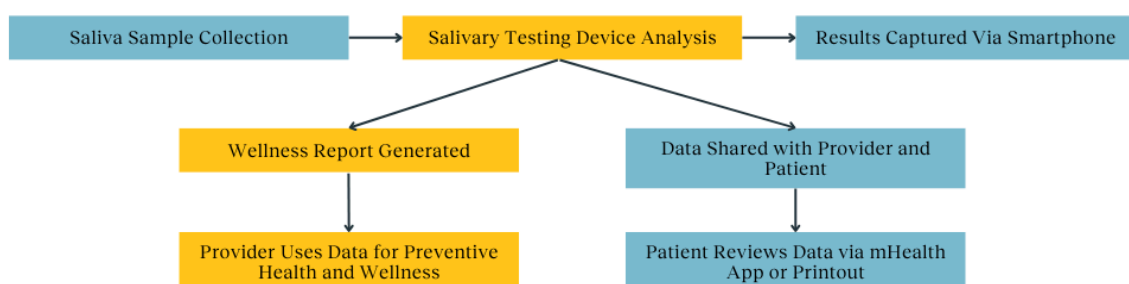 Saliva Sample Collection
Salivary Testing Device Analysis
Results Captured Via Smartphone
Wellness Report Generated
Data Shared with Provider and
Patient
Provider Uses Data for Preventive
Health and Wellness
Patient Reviews Data via mHealth
App or Printout